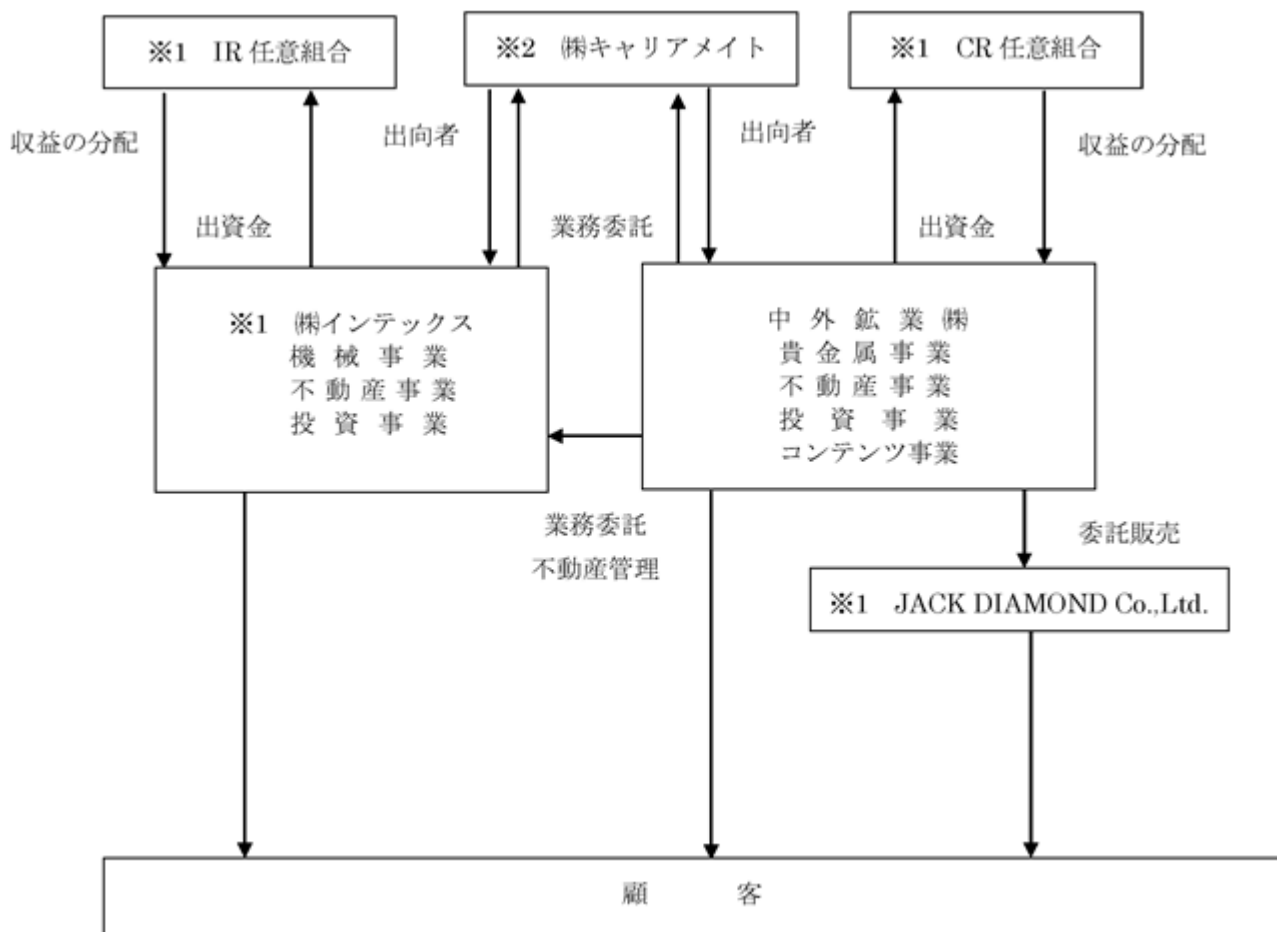 ※1 IR 任意組合
※2 ㈱キャリアメイト
※1 CR 任意組合
収益の分配
出向者
出向者
収益の分配
出資金
業務委託
出資金
※1 ㈱インテックス
機 械 事 業
不 動 産 事 業
投 資 事 業
中 外 鉱 業 ㈱
貴 金 属 事 業
不 動 産 事 業
投 資 事 業
コンテンツ事業
業務委託
不動産管理
委託販売
※1 JACK DIAMOND Co.,Ltd.
顧 客